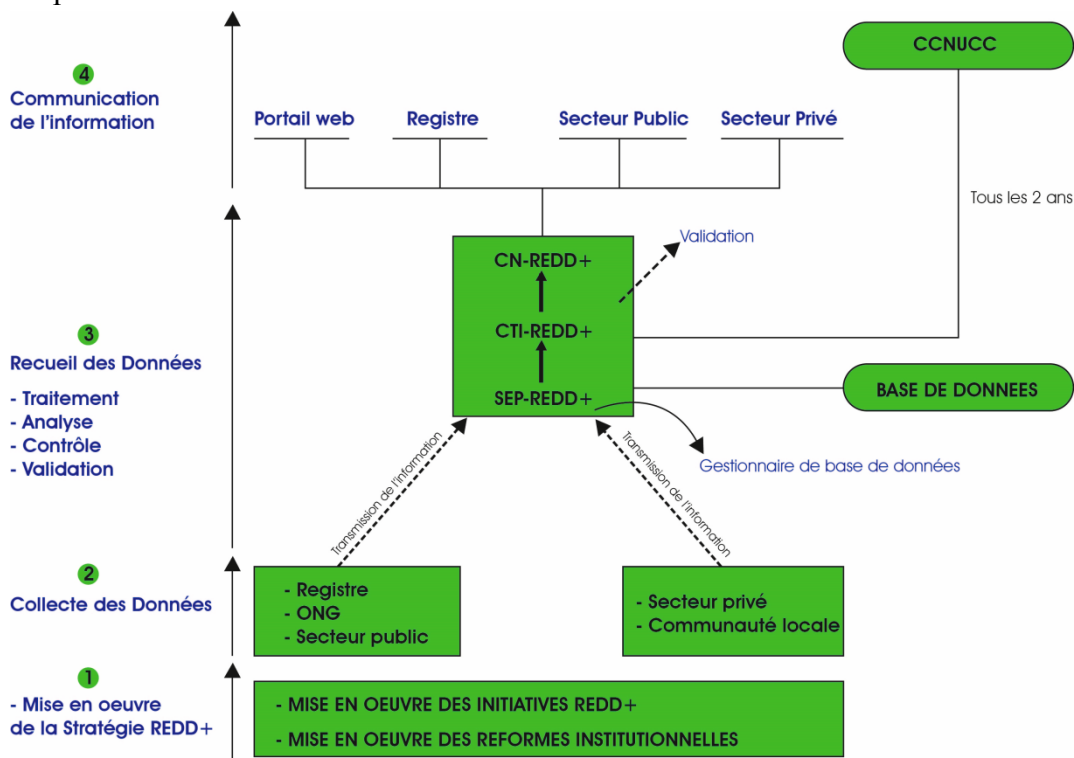 CCNUCC
4
Communication
de l'information
Portail web
Registre
Secteur Public
Secteur Privé
Tous les 2 ans
Validation
CN-REDD+
CTI-REDD+
SEP-REDD+
3
Recueil des Données
- Traitement
- Analyse
- Contrôle
- Validation
BASE DE DONNEES
Gestionnaire de base de données
Transmission de l'information
Transmission de l'information
2
Collecte des Données
- Registre
- ONG
- Secteur public
- Secteur privé
- Communauté locale
1
- Mise en oeuvre
de la Stratégie REDD+
- MISE EN OEUVRE DES INITIATIVES REDD+
- MISE EN OEUVRE DES REFORMES INSTITUTIONNELLES